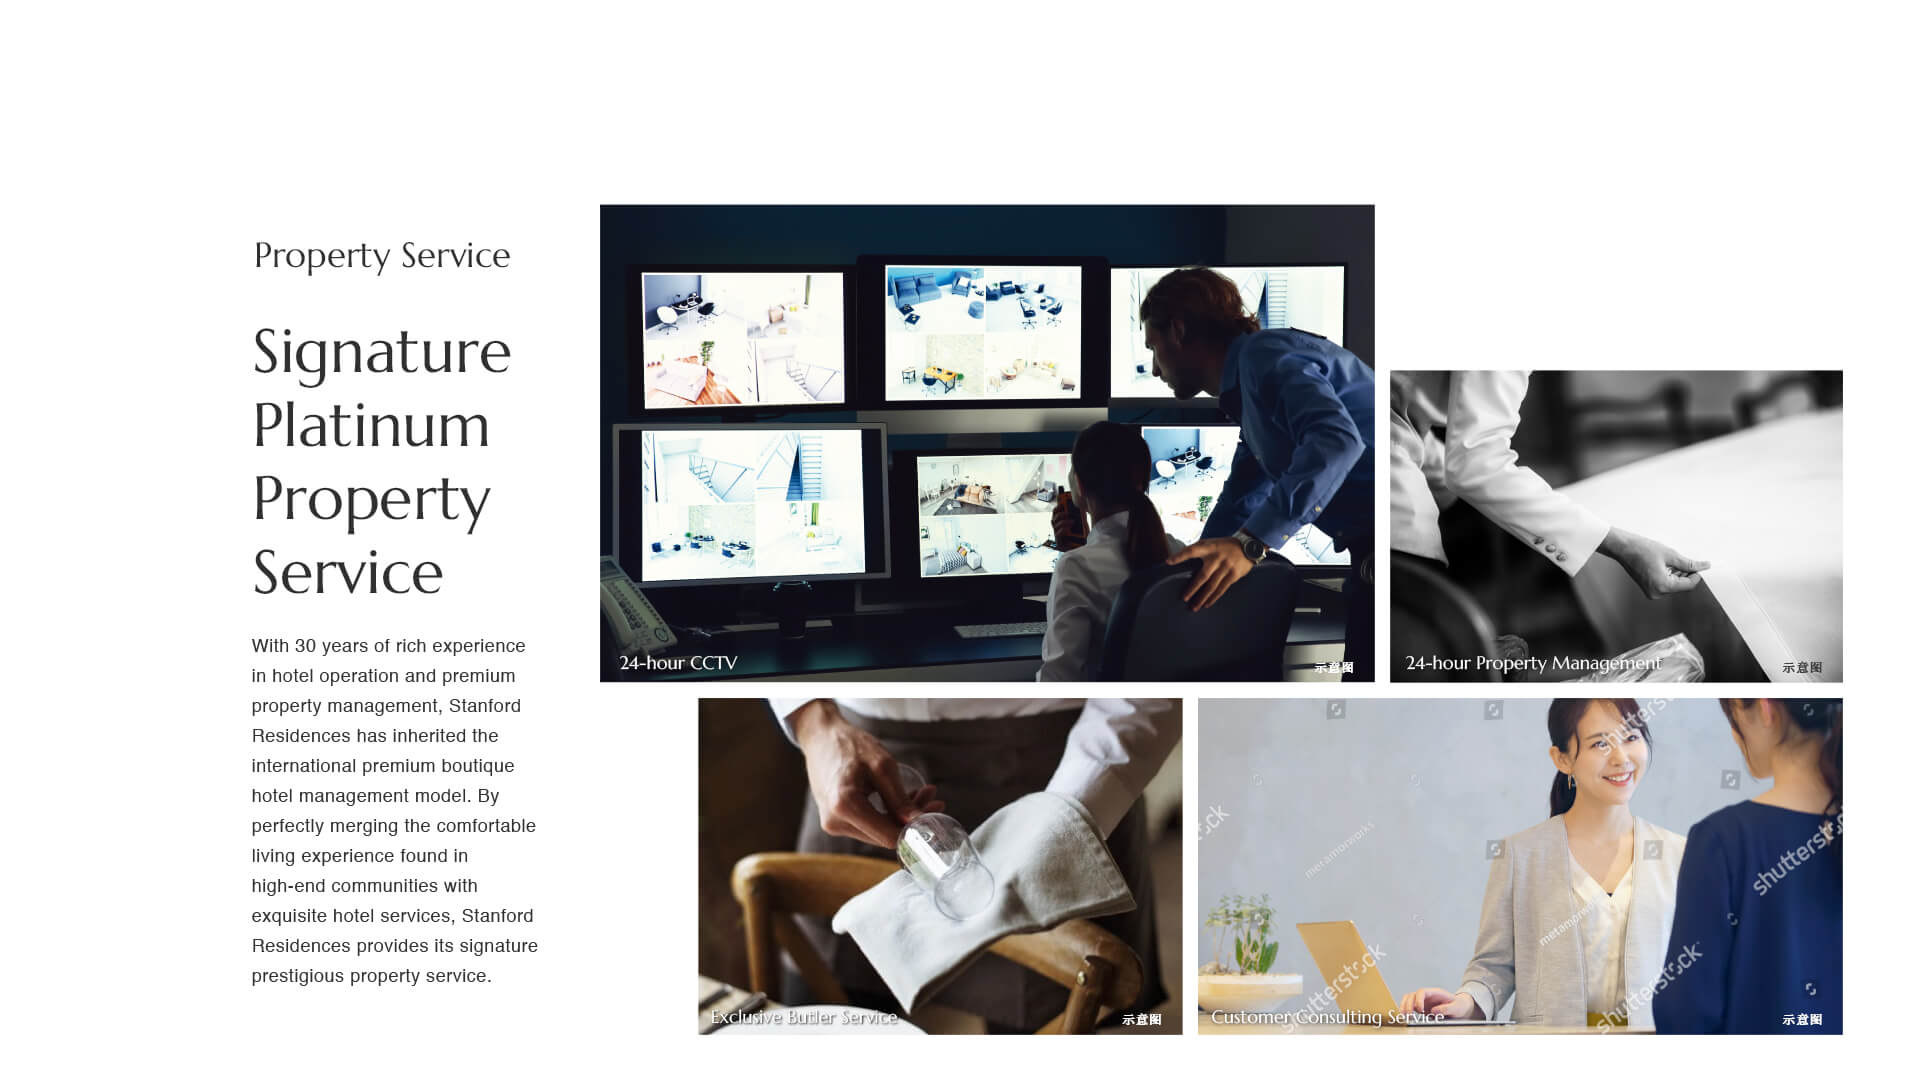 Property Service
Signature
Platinum
Property
Service
With 30 years of rich experience
in hotel operation and premium
property management, Stanford
Residences has inherited the
international premium boutique
hotel management model. By
perfectly merging the comfortable
living experience found in
high-end communities with
exquisite hotel services, Stanford
Residences provides its signature
prestigious property service.
24-hour CCTV
示意图
24-hour Property Management
示意图
Exclusive Butler Service
示意图
shutterstock
metamorworks
shutterstock
metamorworks
shutterstock
shutterstock
Customer Consulting Service
示意图